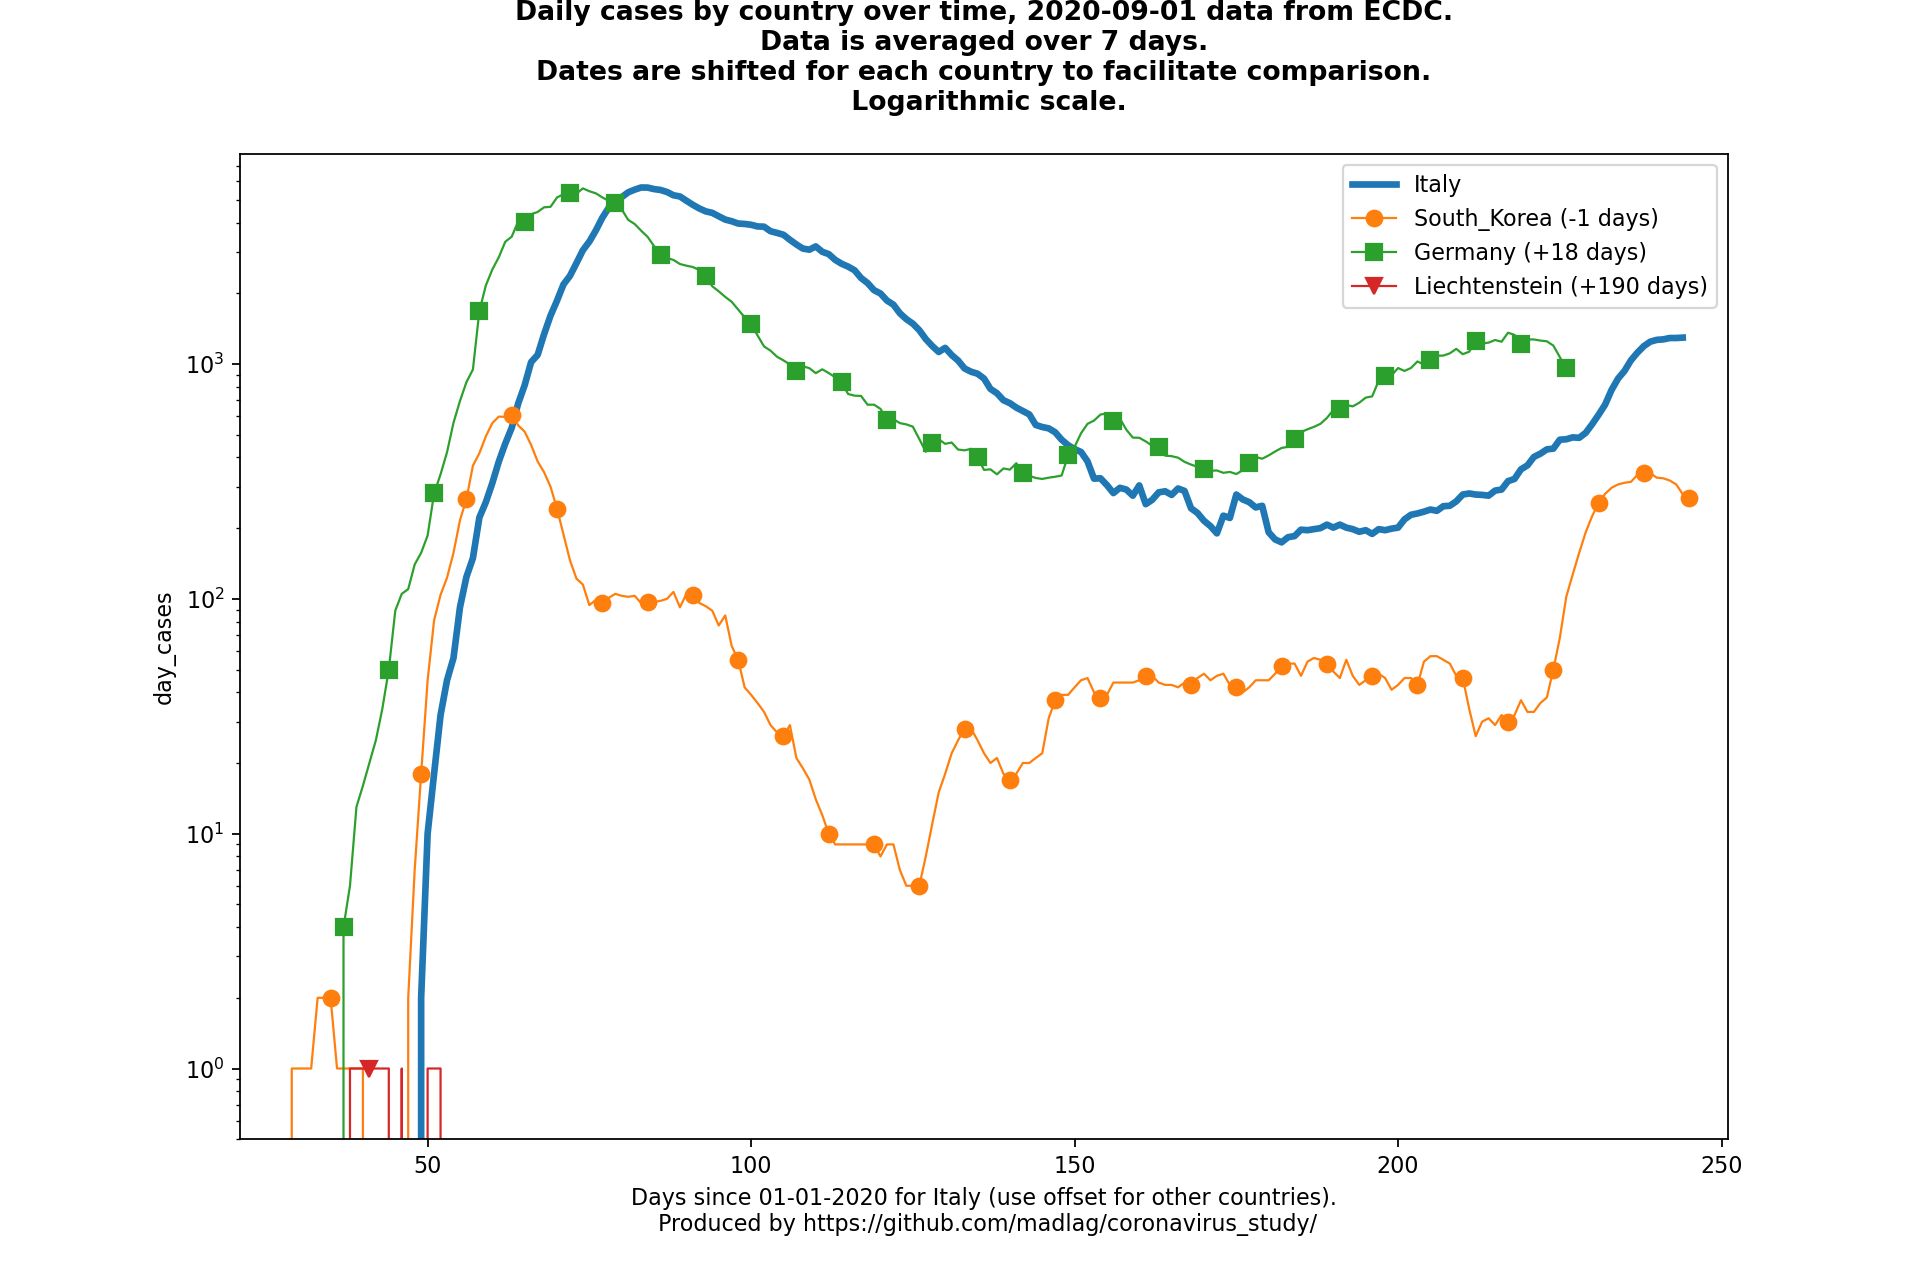 Daily cases by country over time, 2020-09-01 data from ECDC.
Data is averaged over 7 days.
Dates are shifted for each country to facilitate comparison.
Logarithmic scale.
Italy
South_Korea (-1 days)
Germany (+18 days)
Liechtenstein (+190 days)
day_cases
10³
10²
10¹
10⁰
50
100
150
200
250
Days since 01-01-2020 for Italy (use offset for other countries).
Produced by https://github.com/madlag/coronavirus_study/